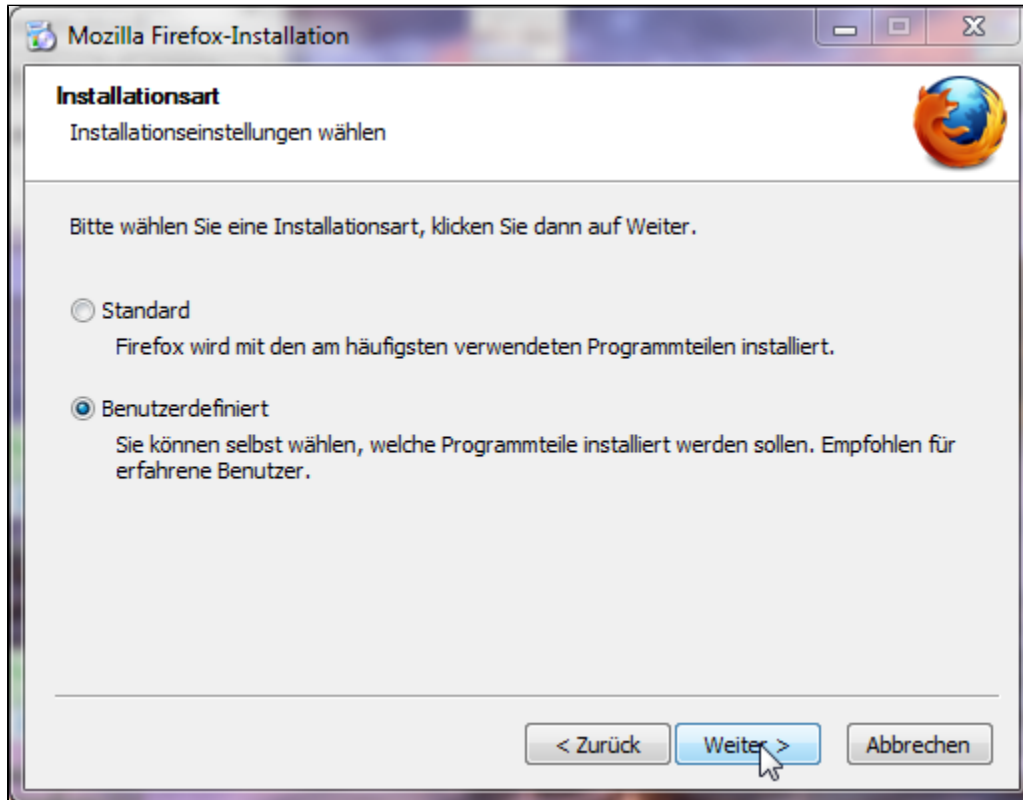 Mozilla Firefox-Installation
Installationsart
Installationseinstellungen wählen
Bitte wählen Sie eine Installationsart, klicken Sie dann auf Weiter.
Standard
Firefox wird mit den am häufigsten verwendeten Programmteilen installiert.
Benutzerdefiniert
Sie können selbst wählen, welche Programmteile installiert werden sollen. Empfohlen für
erfahrene Benutzer.
< Zurück
Weiter >
Abbrechen